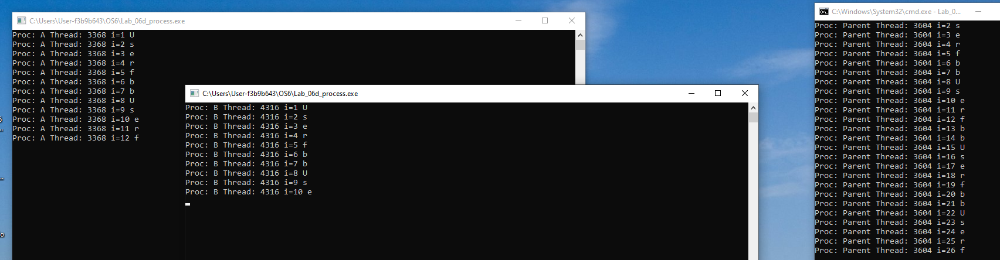 C:\Users\User-f3b9b643\OS6\Lab_06d_process.exe
Proc: A Thread: 3368 i=1 U
Proc: A Thread: 3368 i=2 s
Proc: A Thread: 3368 i=3 e
Proc: A Thread: 3368 i=4 r
Proc: A Thread: 3368 i=5 f
Proc: A Thread: 3368 i=6 b
Proc: A Thread: 3368 i=7 b
Proc: A Thread: 3368 i=8 U
Proc: A Thread: 3368 i=9 s
Proc: A Thread: 3368 i=10 e
Proc: A Thread: 3368 i=11 r
Proc: A Thread: 3368 i=12 f
C:\Users\User-f3b9b643\OS6\Lab_06d_process.exe
Proc: B Thread: 4316 i=1 U
Proc: B Thread: 4316 i=2 s
Proc: B Thread: 4316 i=3 e
Proc: B Thread: 4316 i=4 r
Proc: B Thread: 4316 i=5 f
Proc: B Thread: 4316 i=6 b
Proc: B Thread: 4316 i=7 b
Proc: B Thread: 4316 i=8 U
Proc: B Thread: 4316 i=9 s
Proc: B Thread: 4316 i=10 e
C:\Windows\System32\cmd.exe - Lab_0...
Proc: Parent Thread: 3604 i=2 s
Proc: Parent Thread: 3604 i=3 e
Proc: Parent Thread: 3604 i=4 r
Proc: Parent Thread: 3604 i=5 f
Proc: Parent Thread: 3604 i=6 b
Proc: Parent Thread: 3604 i=7 b
Proc: Parent Thread: 3604 i=8 U
Proc: Parent Thread: 3604 i=9 s
Proc: Parent Thread: 3604 i=10 e
Proc: Parent Thread: 3604 i=11 r
Proc: Parent Thread: 3604 i=12 f
Proc: Parent Thread: 3604 i=13 b
Proc: Parent Thread: 3604 i=14 b
Proc: Parent Thread: 3604 i=15 U
Proc: Parent Thread: 3604 i=16 s
Proc: Parent Thread: 3604 i=17 e
Proc: Parent Thread: 3604 i=18 r
Proc: Parent Thread: 3604 i=19 f
Proc: Parent Thread: 3604 i=20 b
Proc: Parent Thread: 3604 i=21 b
Proc: Parent Thread: 3604 i=22 U
Proc: Parent Thread: 3604 i=23 s
Proc: Parent Thread: 3604 i=24 e
Proc: Parent Thread: 3604 i=25 r
Proc: Parent Thread: 3604 i=26 f